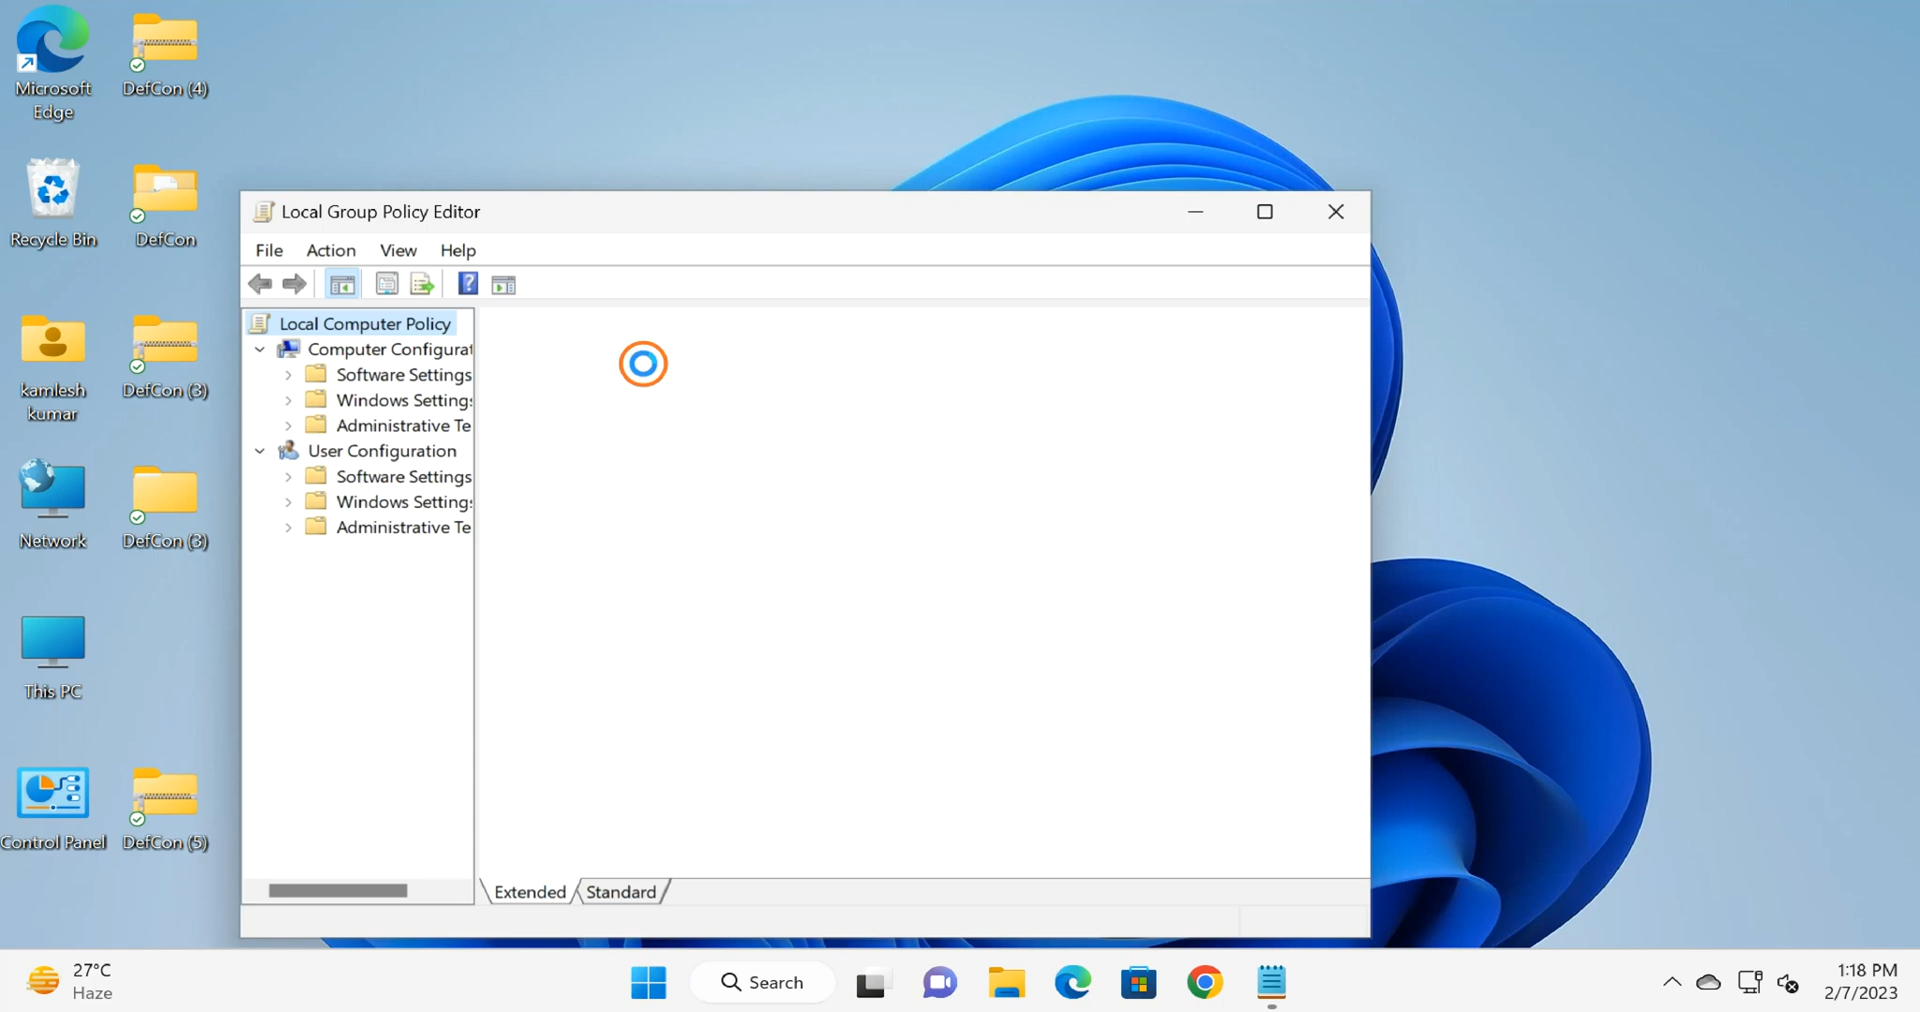 Microsoft
Edge
DefCon (4)
Recycle Bin
DefCon
kamlesh
kumar
DefCon (3)
Network
DefCon (3)
This PC
Control Panel
DefCon (5)
Local Group Policy Editor
File Action View Help
Local Computer Policy
Computer Configurat
Software Settings
Windows Setting
Administrative Te
User Configuration
Software Settings
Windows Setting
Administrative Te
Extended Standard
27°C
Haze
Search
1:18 PM
2/7/2023